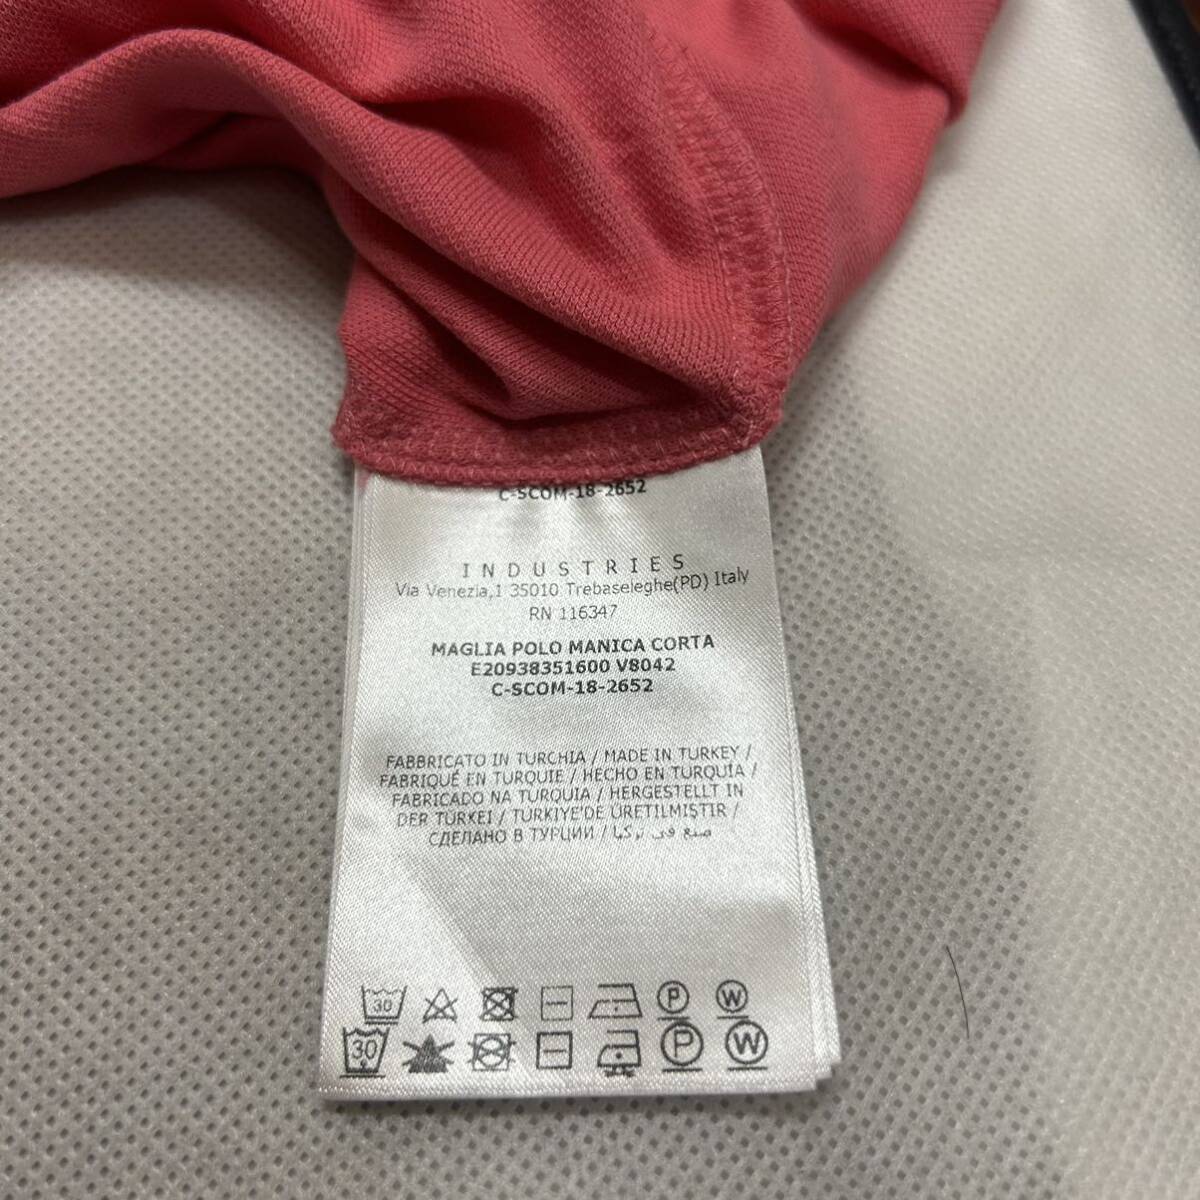 C-SCOM-18-2652
INDUSTRIES
Via Venezia,1 35010 Trebaseleghe(PD) Italy
RN 116347
MAGLIA POLO MANICA CORTA
E20938351600 V8042
C-SCOM-18-2652
FABBRICATO IN TURCHIA / MADE IN TURKEY /
FABRIQUÉ EN TURQUIE / HECHO EN TURQUÍA /
FABRICADO NA TURQUIA / HERGESTELLT IN
DER TÜRKEI / TÜRKIYE'DE ÜRETILMIŞTIR /
СДЕЛАНО В ТУРЦИИ / صنع في تركيا
30 P W
30 P W